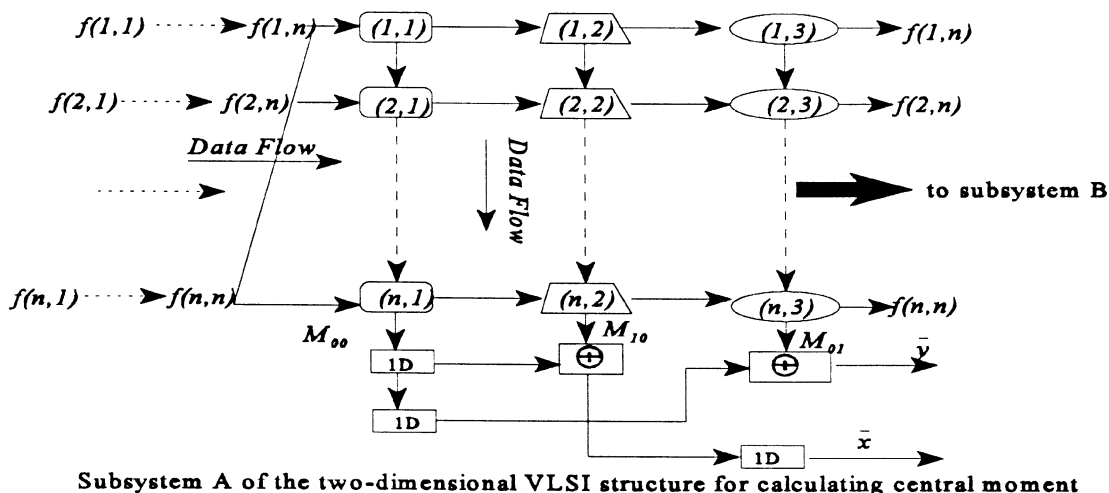 f(1,1) f(1,n) (1,1) (1,2) (1,3) f(1,n)
f(2,1) f(2,n) (2,1) (2,2) (2,3) f(2,n)
Data Flow
Data Flow
to subsystem B
f(n,1) f(n,n) (n,1) (n,2) (n,3) f(n,n)
M₀₀ M₁₀ M₀₁
1D ȳ
1D
1D x̄
Subsystem A of the two-dimensional VLSI structure for calculating central moment